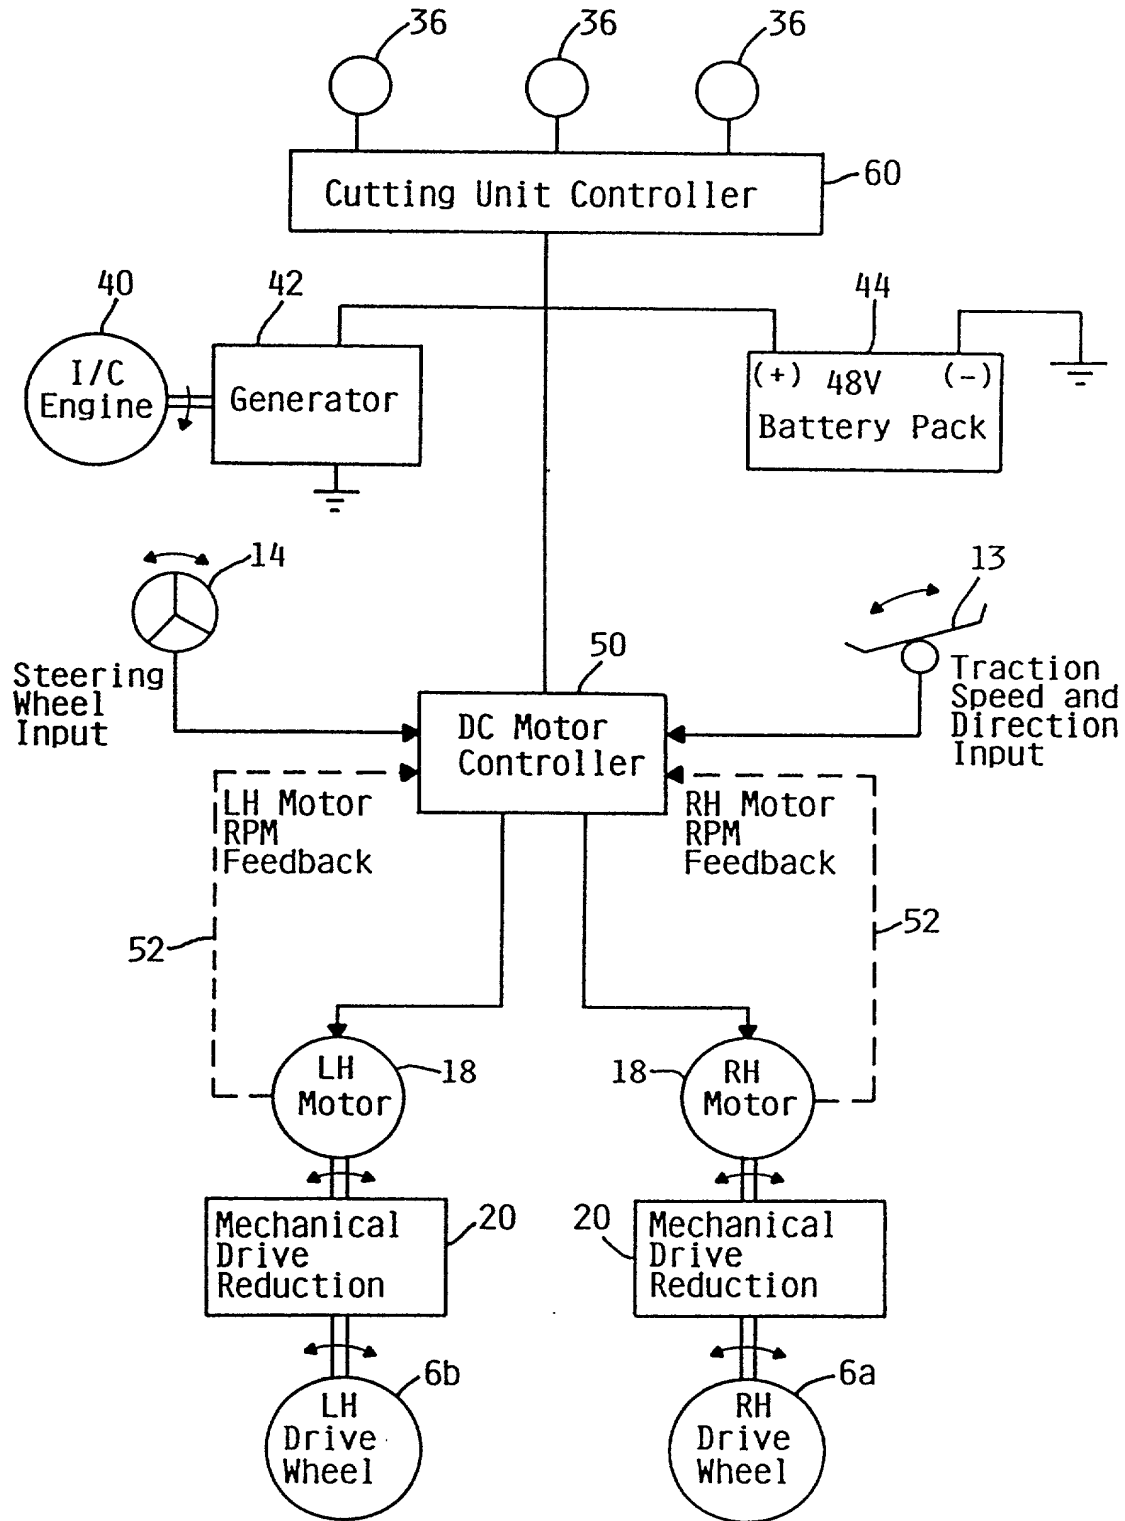 36
36
36
Cutting Unit Controller
60
40
42
44
I/C
Engine
Generator
(+) 48V (-)
Battery Pack
14
13
Steering
Wheel
Input
50
DC Motor
Controller
Traction
Speed and
Direction
Input
LH Motor
RPM
Feedback
RH Motor
RPM
Feedback
52
52
LH
Motor
18
18
RH
Motor
Mechanical
Drive
Reduction
20
20
Mechanical
Drive
Reduction
6b
6a
LH
Drive
Wheel
RH
Drive
Wheel